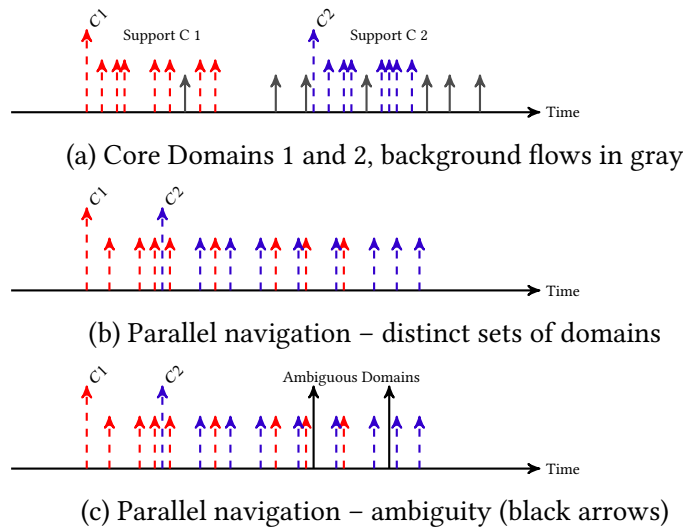 C1 Support C 1 C2 Support C 2
Time
(a) Core Domains 1 and 2, background flows in gray
C1 C2
Time
(b) Parallel navigation – distinct sets of domains
C1 C2 Ambiguous Domains
Time
(c) Parallel navigation – ambiguity (black arrows)